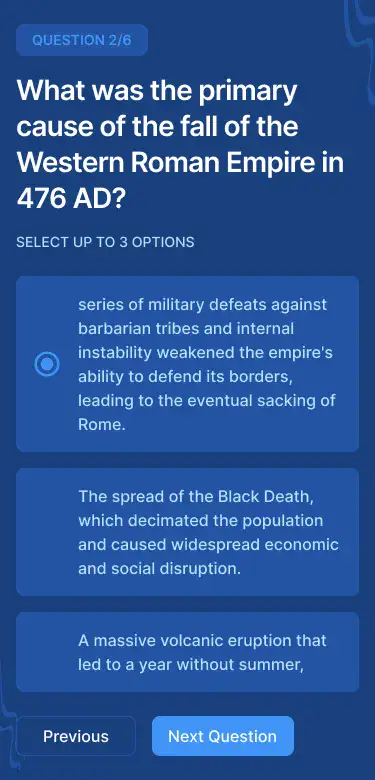 QUESTION 2/6
What was the primary
cause of the fall of the
Western Roman Empire in
476 AD?
SELECT UP TO 3 OPTIONS
series of military defeats against
barbarian tribes and internal
instability weakened the empire's
ability to defend its borders,
leading to the eventual sacking of
Rome.
The spread of the Black Death,
which decimated the population
and caused widespread economic
and social disruption.
A massive volcanic eruption that
led to a year without summer,
Previous
Next Question